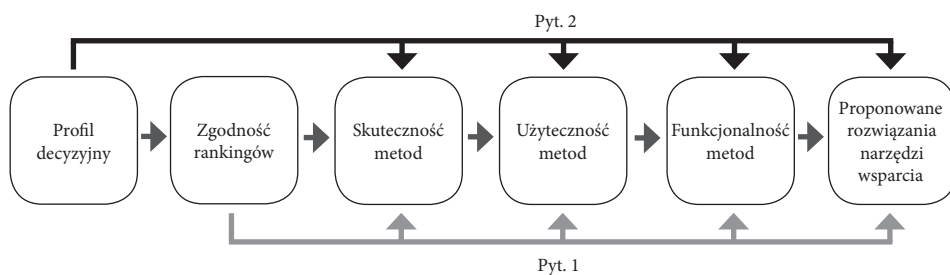 Pyt. 2
Profil
decyzyjny
Zgodność
rankingów
Skuteczność
metod
Użyteczność
metod
Funkcjonalność
metod
Proponowane
rozwiązania
narzędzi
wsparcia
Pyt. 1